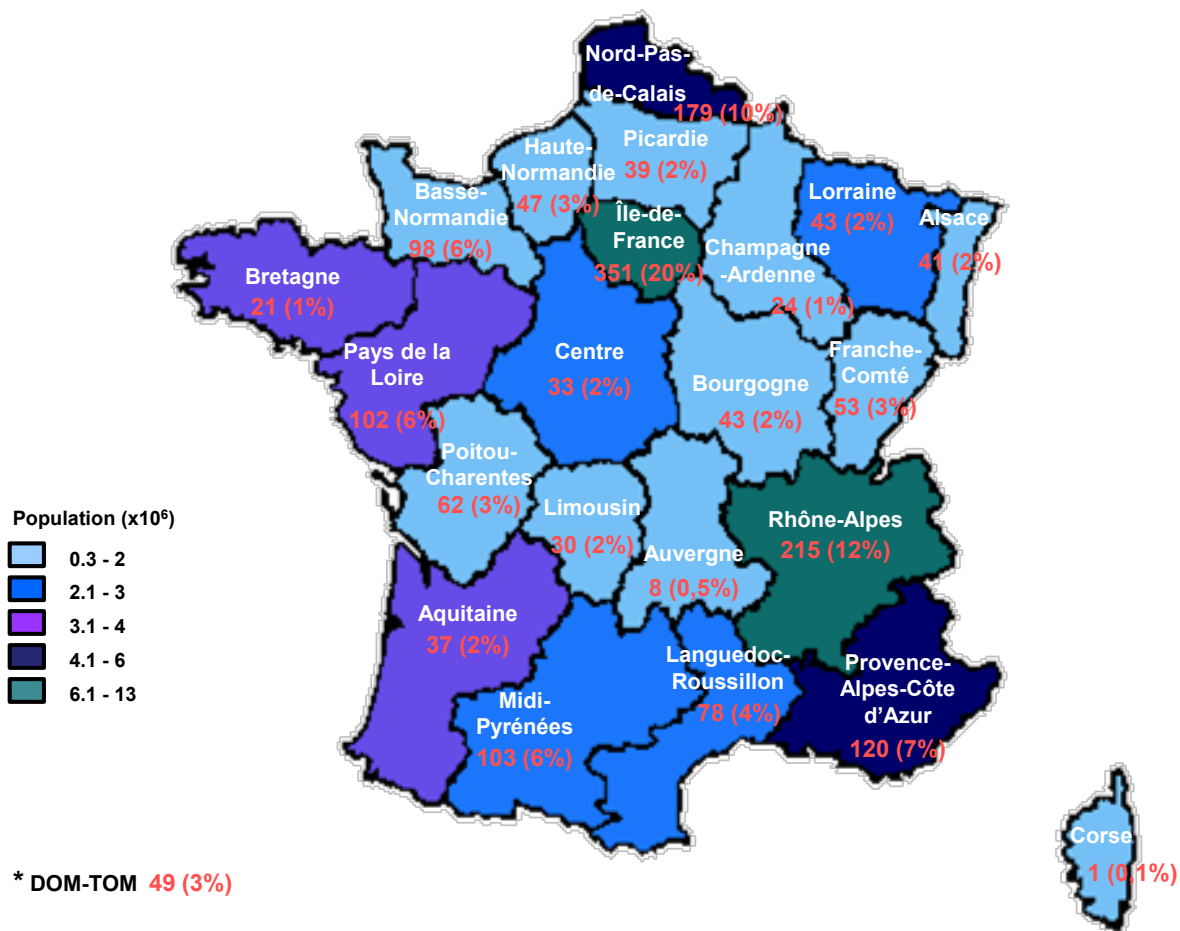 Nord-Pas-
de-Calais
179 (10%)
Picardie
39 (2%)
Haute-
Normandie
47 (3%)
Basse-
Normandie
98 (6%)
Île-de-
France
351 (20%)
Champagne
-Ardenne
24 (1%)
Lorraine
43 (2%)
Alsace
41 (2%)
Bretagne
21 (1%)
Pays de la
Loire
102 (6%)
Centre
33 (2%)
Bourgogne
43 (2%)
Franche-
Comté
53 (3%)
Poitou-
Charentes
62 (3%)
Limousin
30 (2%)
Auvergne
8 (0,5%)
Rhône-Alpes
215 (12%)
Aquitaine
37 (2%)
Midi-
Pyrénées
103 (6%)
Languedoc-
Roussillon
78 (4%)
Provence-
Alpes-Côte
d’Azur
120 (7%)
Corse
1 (0,1%)
Population (x10⁶)
0.3 - 2
2.1 - 3
3.1 - 4
4.1 - 6
6.1 - 13
* DOM-TOM 49 (3%)